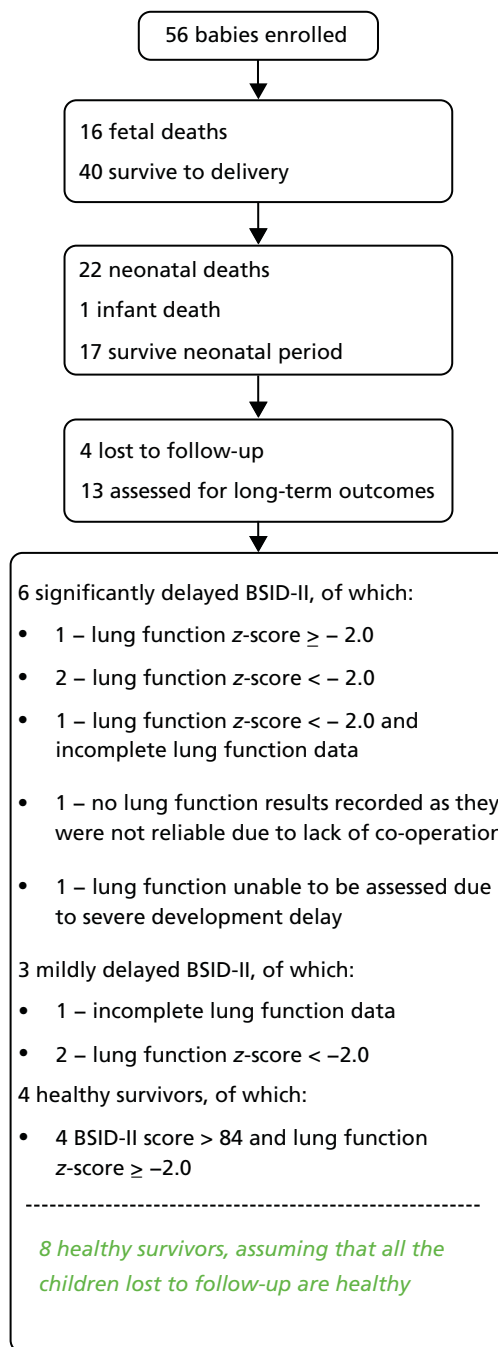 56 babies enrolled
16 fetal deaths
40 survive to delivery
22 neonatal deaths
1 infant death
17 survive neonatal period
4 lost to follow-up
13 assessed for long-term outcomes
6 significantly delayed BSID-II, of which:
• 1 – lung function z-score ≥ – 2.0
• 2 – lung function z-score < – 2.0
• 1 – lung function z-score < – 2.0 and
incomplete lung function data
• 1 – no lung function results recorded as they
were not reliable due to lack of co-operation
• 1 – lung function unable to be assessed due
to severe development delay
3 mildly delayed BSID-II, of which:
• 1 – incomplete lung function data
• 2 – lung function z-score < –2.0
4 healthy survivors, of which:
• 4 BSID-II score > 84 and lung function
z-score ≥ –2.0
8 healthy survivors, assuming that all the
children lost to follow-up are healthy